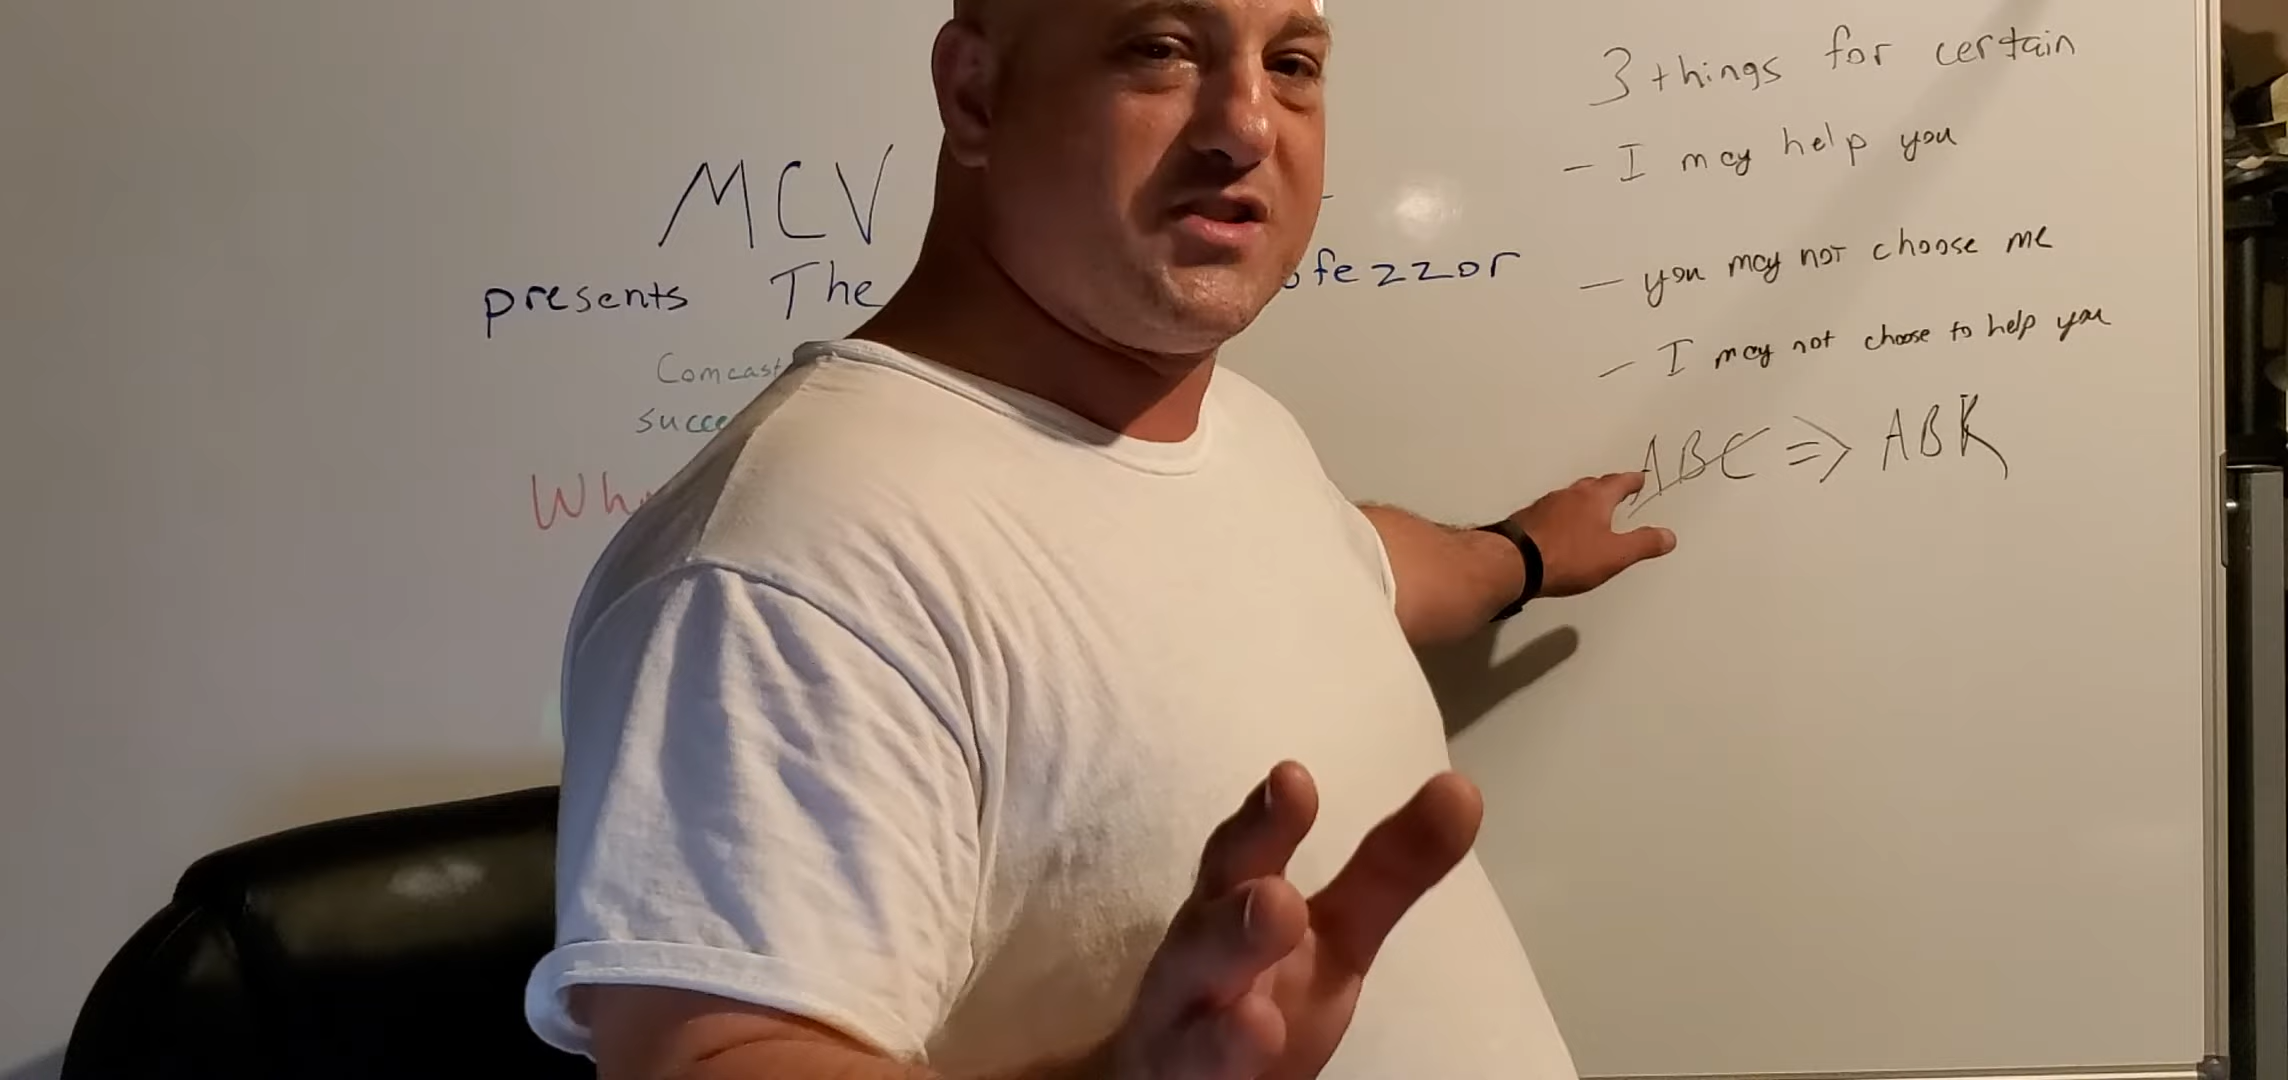 MCV
presents The ofezzor
Comcast
succe
Wh
3 things for certain
- I may help you
- you may not choose me
- I may not choose to help you
ABC => ABK